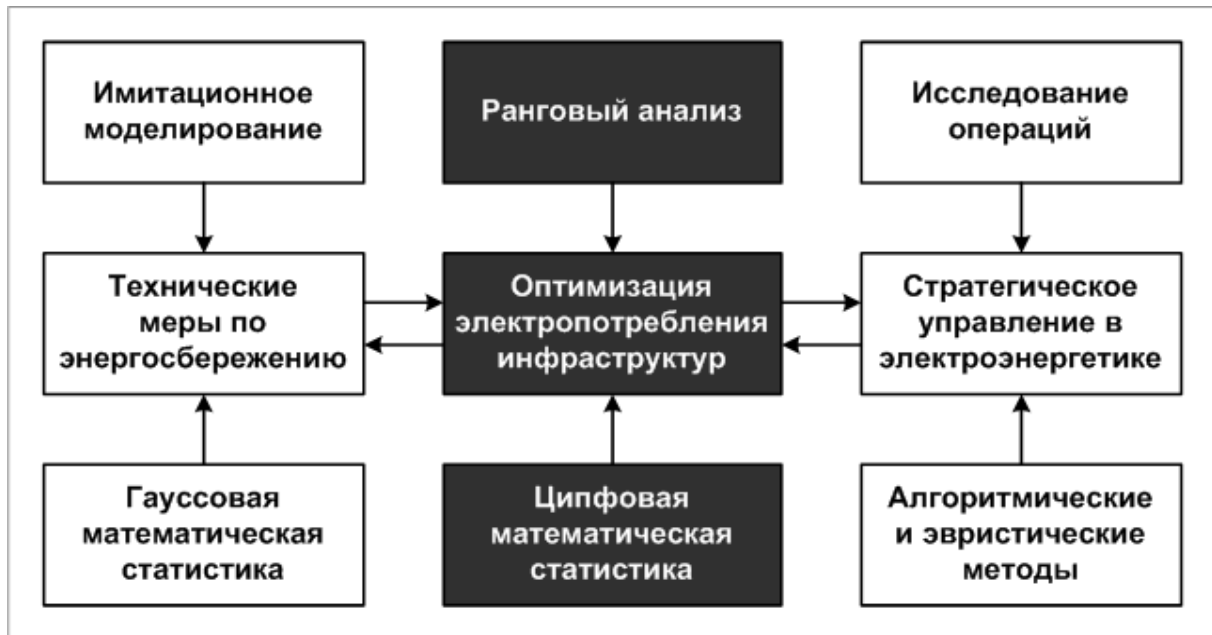 Имитационное
моделирование
Ранговый анализ
Исследование
операций
Технические
меры по
энергосбережению
Оптимизация
электропотребления
инфраструктур
Стратегическое
управление в
электроэнергетике
Гауссовая
математическая
статистика
Ципфовая
математическая
статистика
Алгоритмические
и эвристические
методы